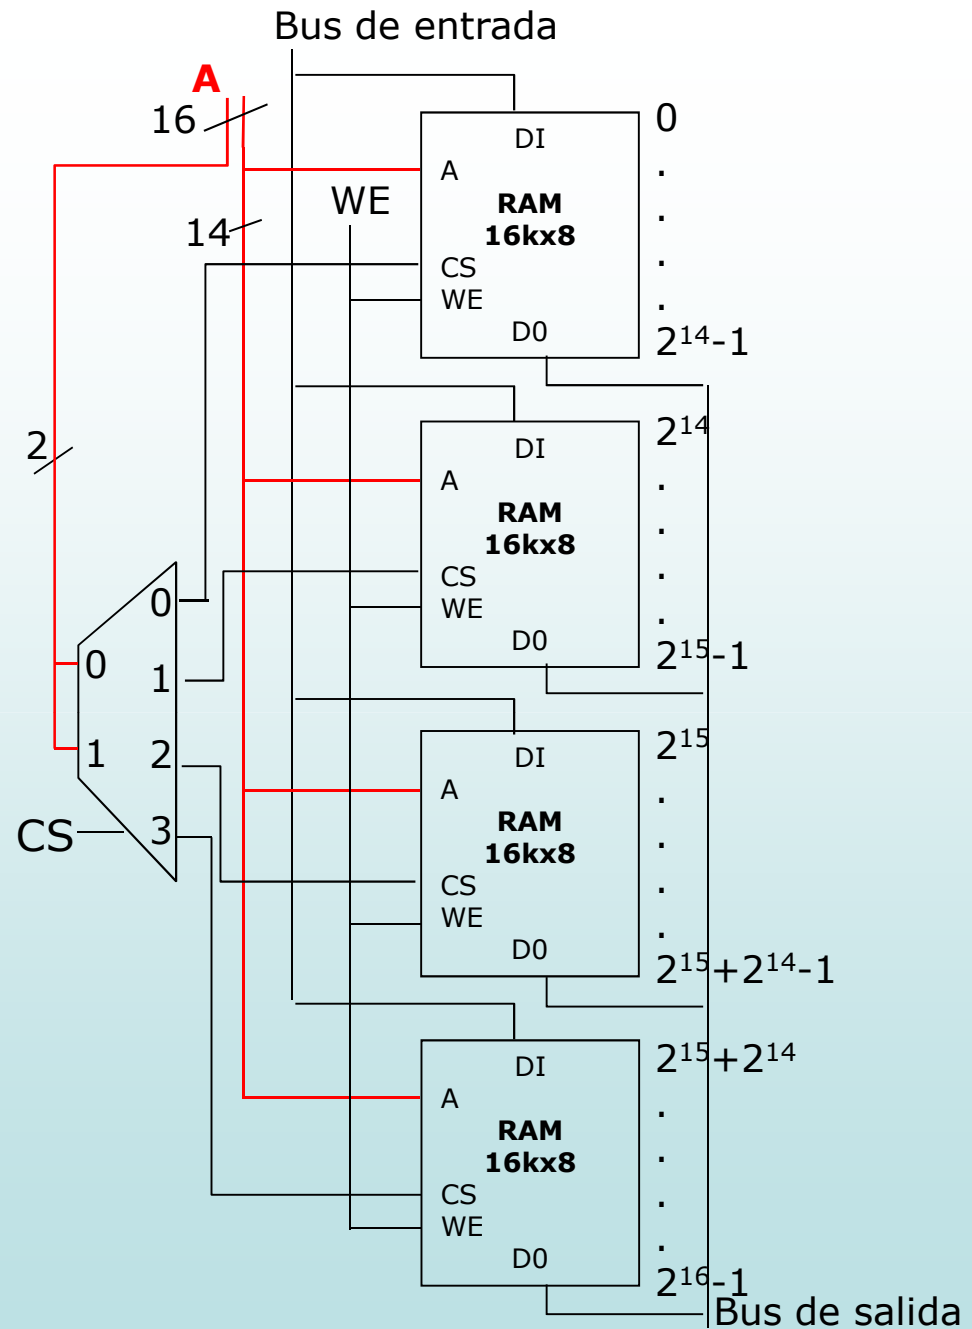 Bus de entrada
A
16
14
WE
2
DI
A
RAM
16kx8
CS
WE
D0
0
.
.
.
.
2¹⁴-1
DI
A
RAM
16kx8
CS
WE
D0
2¹⁴
.
.
.
.
2¹⁵-1
0
1
0
1
2
3
CS
DI
A
RAM
16kx8
CS
WE
D0
2¹⁵
.
.
.
.
2¹⁵+2¹⁴-1
DI
A
RAM
16kx8
CS
WE
D0
2¹⁵+2¹⁴
.
.
.
.
2¹⁶-1
Bus de salida